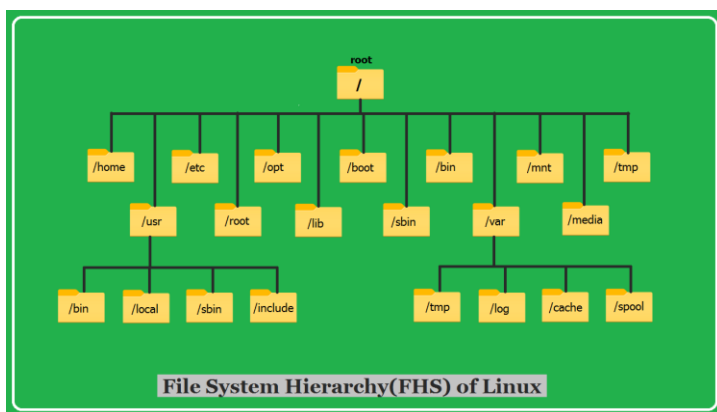 root
/
/home
/etc
/opt
/boot
/bin
/mnt
/tmp
/usr
/root
/lib
/sbin
/var
/media
/bin
/local
/sbin
/include
/tmp
/log
/cache
/spool
File System Hierarchy(FHS) of Linux